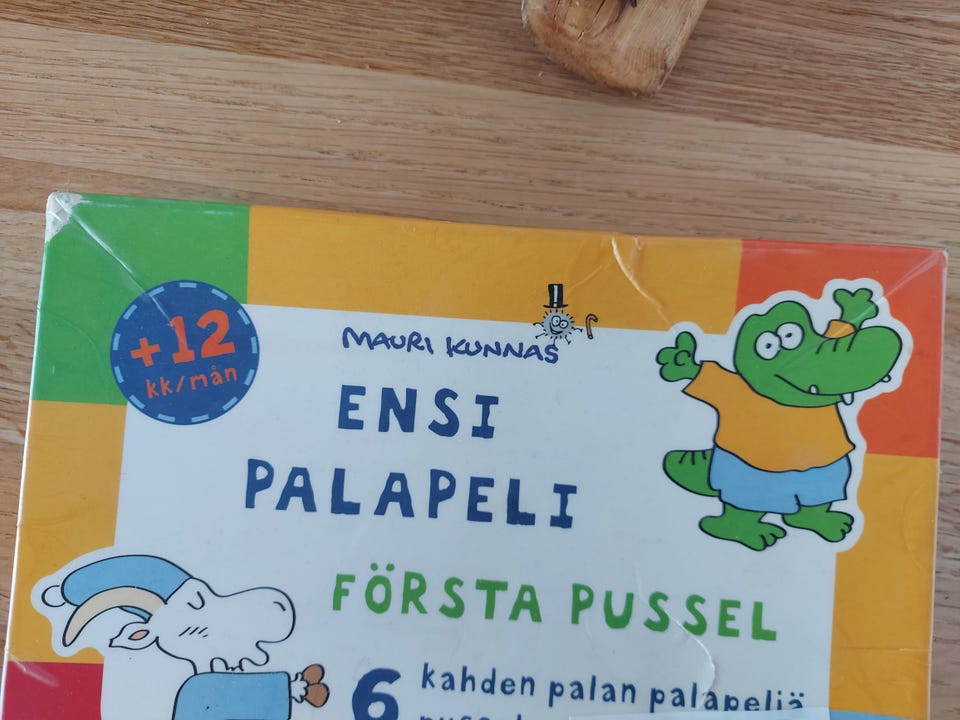 +12
kk/mån
MAURI KUNNAS
ENSI
PALAPELI
FÖRSTA PUSSEL
6 kahden palan palapeliä